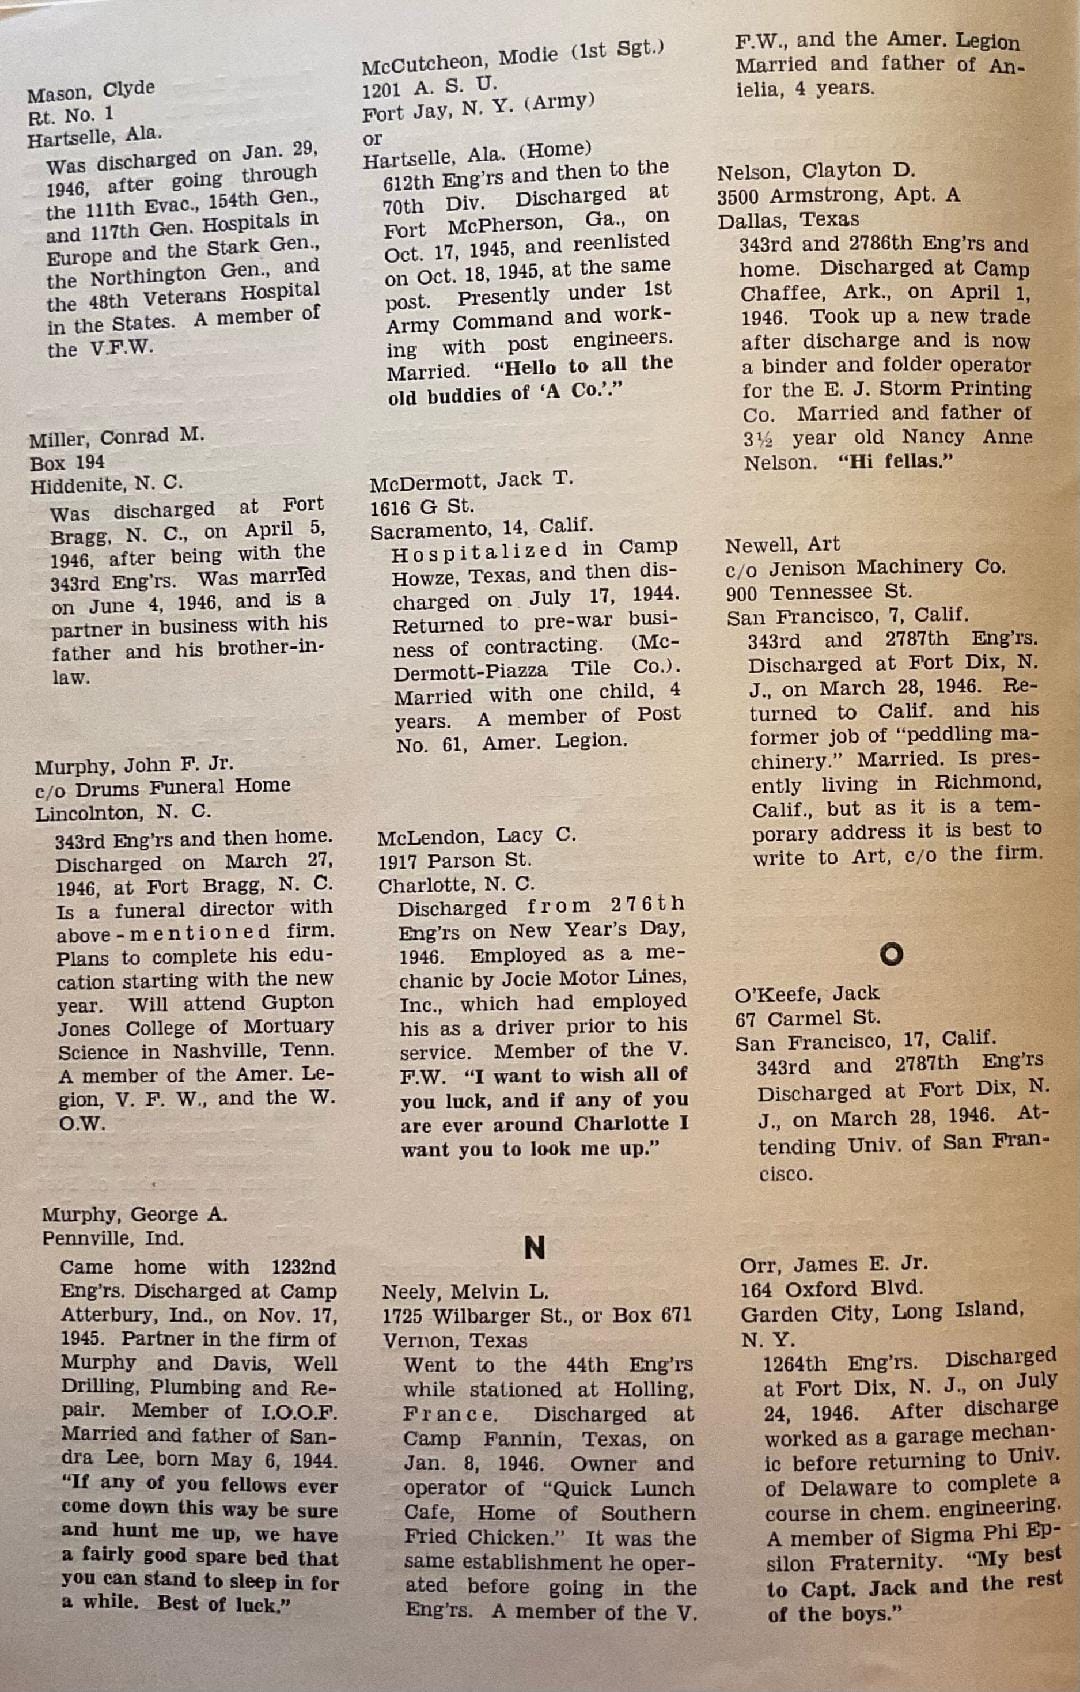 Mason, Clyde
Rt. No. 1
Hartselle, Ala.
Was discharged on Jan. 29,
1946, after going through
the 111th Evac., 154th Gen.,
and 117th Gen. Hospitals in
Europe and the Stark Gen.,
the Northington Gen., and
the 48th Veterans Hospital
in the States. A member of
the V.F.W.
Miller, Conrad M.
Box 194
Hiddenite, N. C.
Was discharged at Fort
Bragg, N. C., on April 5,
1946, after being with the
343rd Eng'rs. Was married
on June 4, 1946, and is a
partner in business with his
father and his brother-in-
law.
Murphy, John F. Jr.
c/o Drums Funeral Home
Lincolnton, N. C.
343rd Eng'rs and then home.
Discharged on March 27,
1946, at Fort Bragg, N. C.
Is a funeral director with
above-mentioned firm.
Plans to complete his edu-
cation starting with the new
year. Will attend Gupton
Jones College of Mortuary
Science in Nashville, Tenn.
A member of the Amer. Le-
gion, V. F. W., and the W.
O.W.
Murphy, George A.
Pennville, Ind.
Came home with 1232nd
Eng'rs. Discharged at Camp
Atterbury, Ind., on Nov. 17,
1945. Partner in the firm of
Murphy and Davis, Well
Drilling, Plumbing and Re-
pair. Member of I.O.O.F.
Married and father of San-
dra Lee, born May 6, 1944.
"If any of you fellows ever
come down this way be sure
and hunt me up, we have
a fairly good spare bed that
you can stand to sleep in for
a while. Best of luck."
McCutcheon, Modie (1st Sgt.)
1201 A. S. U.
Fort Jay, N. Y. (Army)
or
Hartselle, Ala. (Home)
612th Eng'rs and then to the
70th Div. Discharged at
Fort McPherson, Ga., on
Oct. 17, 1945, and reenlisted
on Oct. 18, 1945, at the same
post. Presently under 1st
Army Command and work-
ing with post engineers.
Married. "Hello to all the
old buddies of 'A Co.'."
McDermott, Jack T.
1616 G St.
Sacramento, 14, Calif.
Hospitalized in Camp
Howze, Texas, and then dis-
charged on July 17, 1944.
Returned to pre-war busi-
ness of contracting. (Mc-
Dermott-Piazza Tile Co.).
Married with one child, 4
years. A member of Post
No. 61, Amer. Legion.
McLendon, Lacy C.
1917 Parson St.
Charlotte, N. C.
Discharged from 276th
Eng'rs on New Year's Day,
1946. Employed as a me-
chanic by Jocie Motor Lines,
Inc., which had employed
his as a driver prior to his
service. Member of the V.
F.W. "I want to wish all of
you luck, and if any of you
are ever around Charlotte I
want you to look me up."
N
Neely, Melvin L.
1725 Wilbarger St., or Box 671
Vernon, Texas
Went to the 44th Eng'rs
while stationed at Holling,
France. Discharged at
Camp Fannin, Texas, on
Jan. 8, 1946. Owner and
operator of "Quick Lunch
Cafe, Home of Southern
Fried Chicken." It was the
same establishment he oper-
ated before going in the
Eng'rs. A member of the V.
F.W., and the Amer. Legion
Married and father of An-
ielia, 4 years.
Nelson, Clayton D.
3500 Armstrong, Apt. A
Dallas, Texas
343rd and 2786th Eng'rs and
home. Discharged at Camp
Chaffee, Ark., on April 1,
1946. Took up a new trade
after discharge and is now
a binder and folder operator
for the E. J. Storm Printing
Co. Married and father of
3½ year old Nancy Anne
Nelson. "Hi fellas."
Newell, Art
c/o Jenison Machinery Co.
900 Tennessee St.
San Francisco, 7, Calif.
343rd and 2787th Eng'rs.
Discharged at Fort Dix, N.
J., on March 28, 1946. Re-
turned to Calif. and his
former job of "peddling ma-
chinery." Married. Is pres-
ently living in Richmond,
Calif., but as it is a tem-
porary address it is best to
write to Art, c/o the firm.
O
O'Keefe, Jack
67 Carmel St.
San Francisco, 17, Calif.
343rd and 2787th Eng'rs
Discharged at Fort Dix, N.
J., on March 28, 1946. At-
tending Univ. of San Fran-
cisco.
Orr, James E. Jr.
164 Oxford Blvd.
Garden City, Long Island,
N. Y.
1264th Eng'rs. Discharged
at Fort Dix, N. J., on July
24, 1946. After discharge
worked as a garage mechan-
ic before returning to Univ.
of Delaware to complete a
course in chem. engineering.
A member of Sigma Phi Ep-
silon Fraternity. "My best
to Capt. Jack and the rest
of the boys."